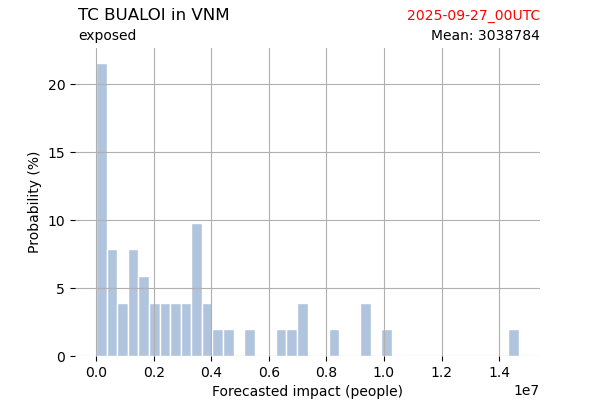 TC BUALOI in VNM
2025-09-27_00UTC
exposed
Mean: 3038784
Probability (%)
20
15
10
5
0
0.0 0.2 0.4 0.6 0.8 1.0 1.2 1.4
1e7
Forecasted impact (people)